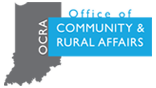 OCRA
Office of
COMMUNITY &
RURAL AFFAIRS